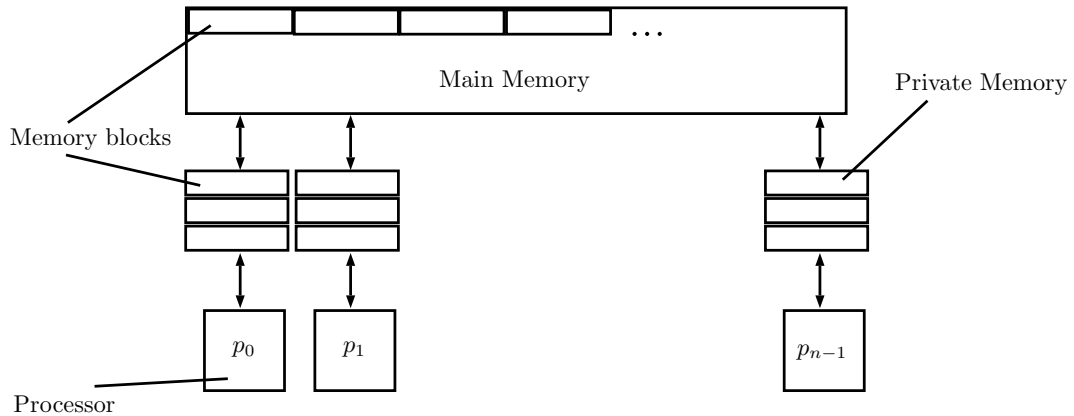 ...
Main Memory
Private Memory
Memory blocks
p₀
p₁
pₙ₋₁
Processor